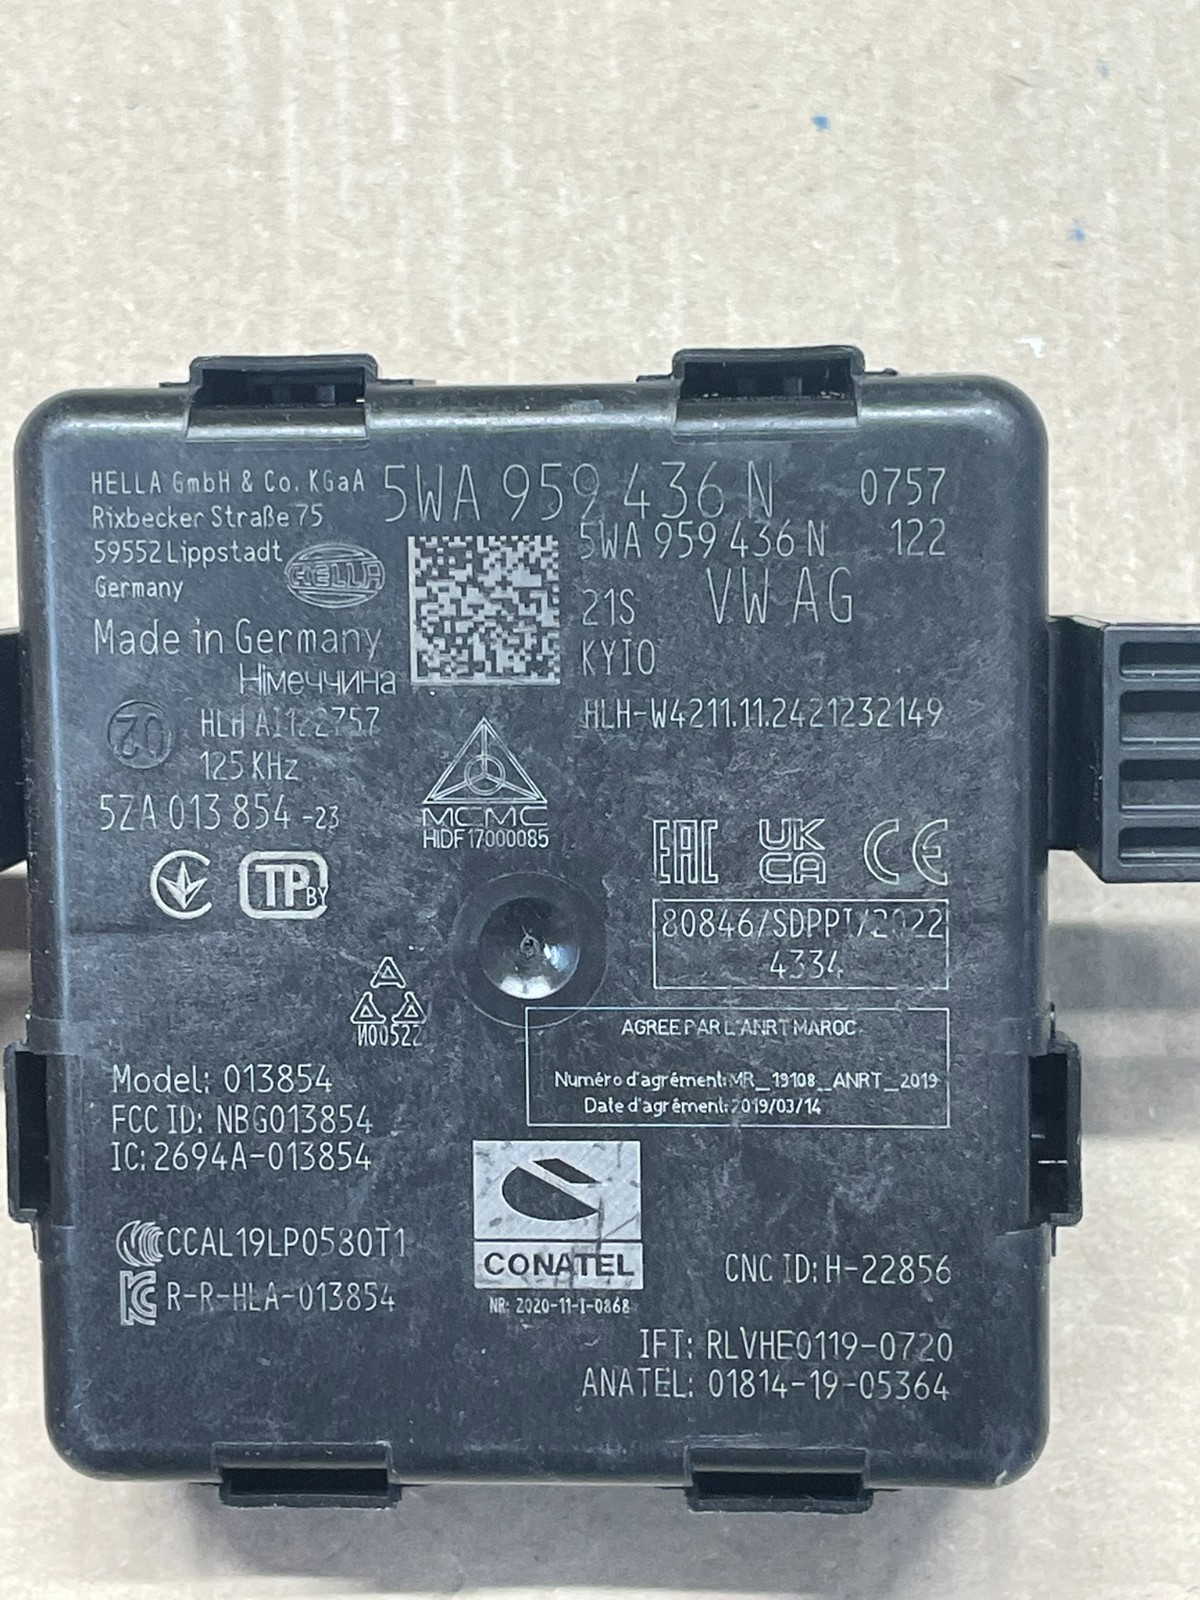 HELLA GmbH & Co. KGaA
Rixbecker Straße 75
59552 Lippstadt
Germany
HELLA
Made in Germany
Німеччина
5WA 959 436 N
0757
5WA 959 436 N
122
21S
VW AG
KYIO
HLH-W4211.11.2421232149
02
HLH AI122757
125 KHz
5ZA 013 854 -23
MCMC
HIDF17000085
EAC
UK
CA
CE
TP BY
80846/SDPPI/2022
4334
И00522
AGREE PAR L'ANRT MAROC
Numéro d'agrément: MR_19108_ANRT_2019
Date d'agrément: 2019/03/14
Model: 013854
FCC ID: NBG013854
IC: 2694A-013854
CCAL19LP0580T1
R-R-HLA-013854
CONATEL
NR: 2020-11-I-0868
CNC ID: H-22856
IFT: RLVHE0119-0720
ANATEL: 01814-19-05364